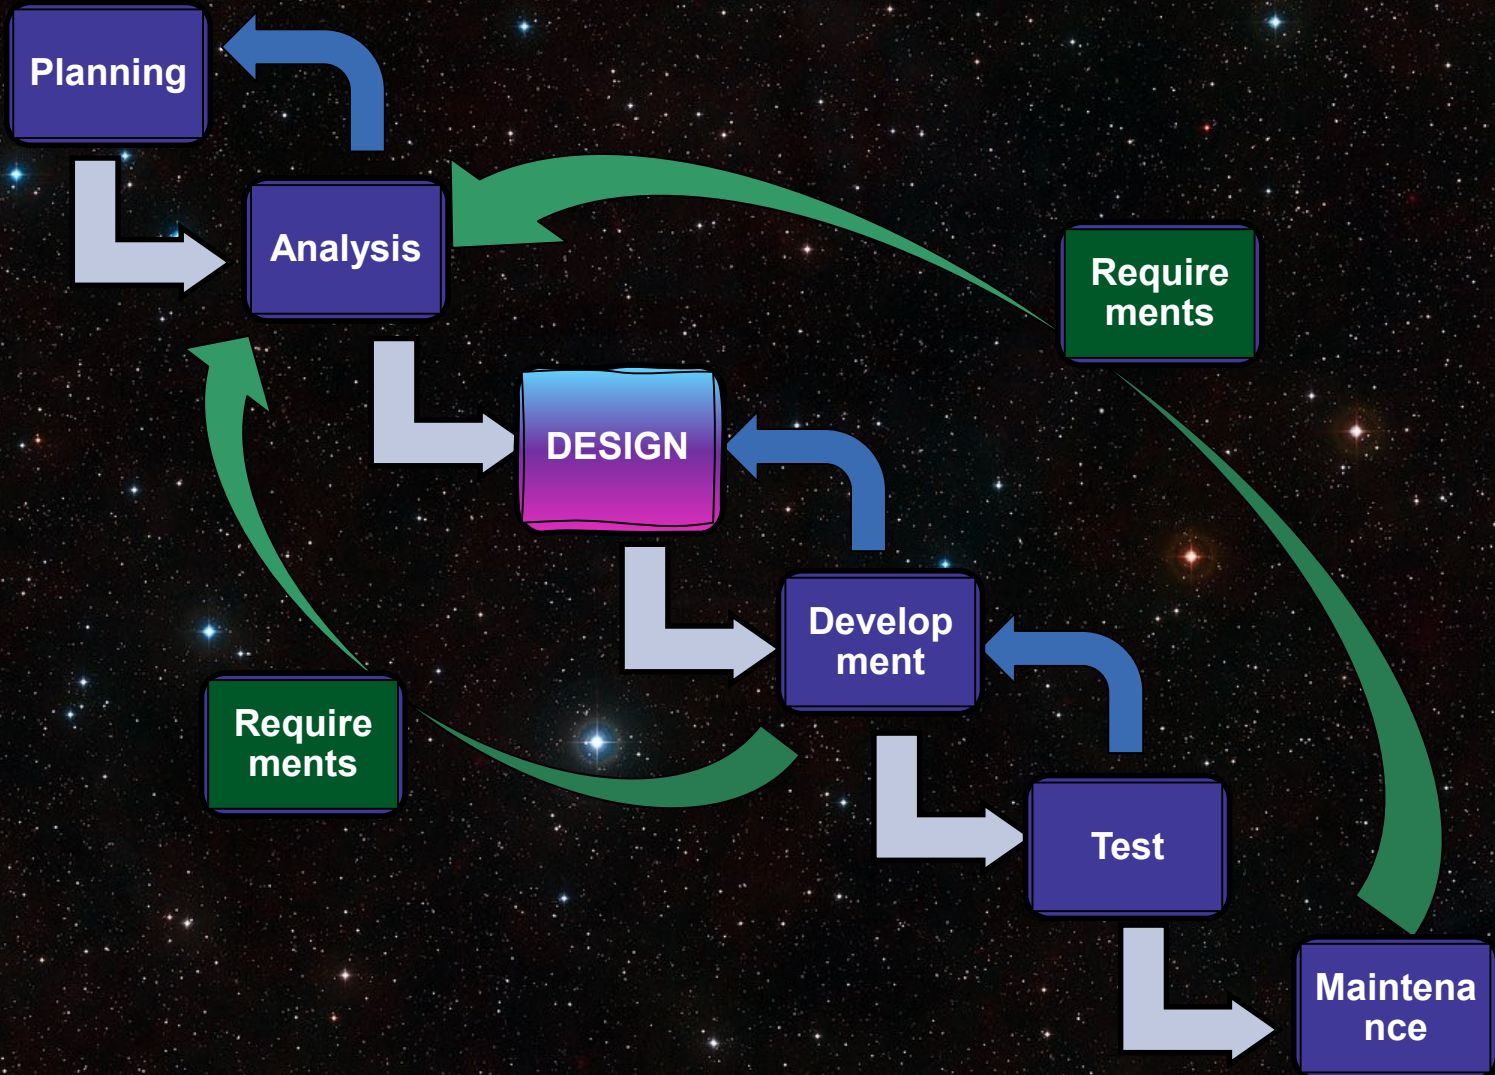 Planning
Analysis
Require
ments
DESIGN
Develop
ment
Require
ments
Test
Maintena
nce